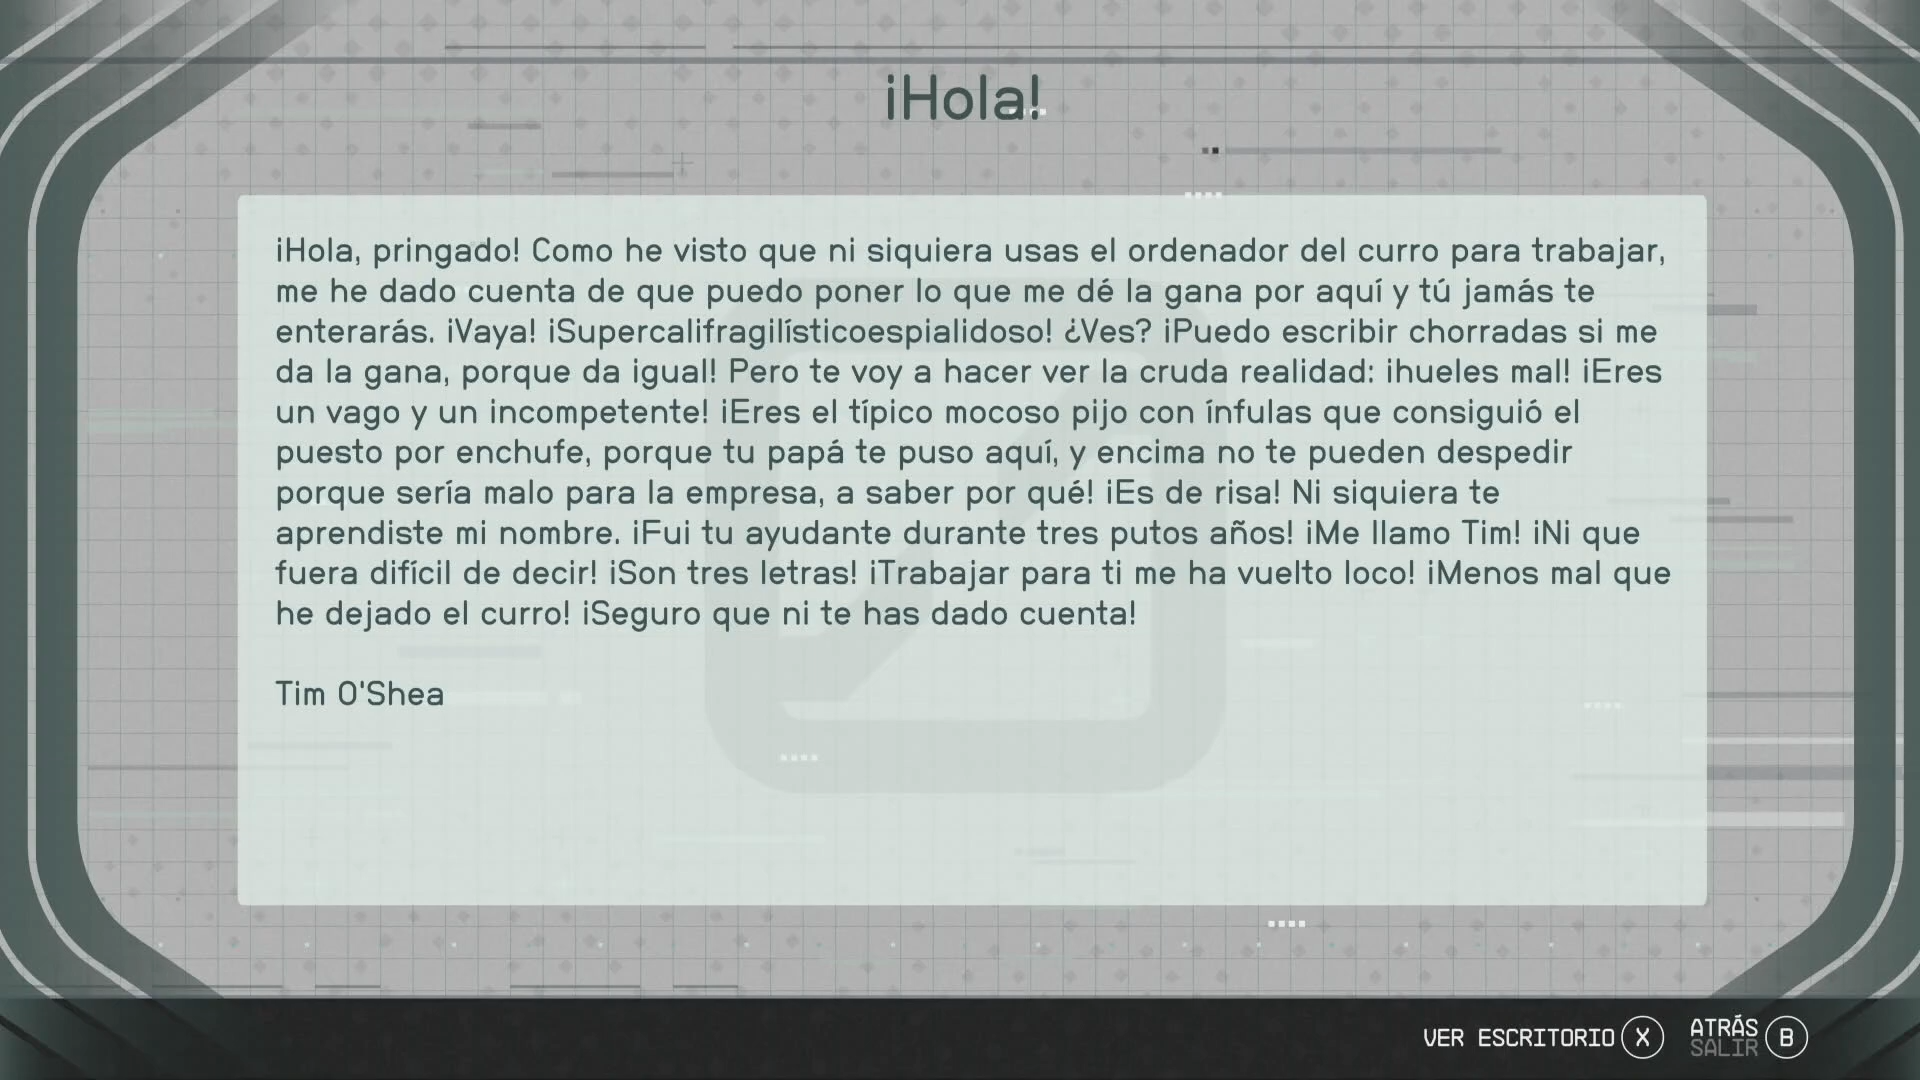 ¡Hola!
¡Hola, pringado! Como he visto que ni siquiera usas el ordenador del curro para trabajar,
me he dado cuenta de que puedo poner lo que me dé la gana por aquí y tú jamás te
enterarás. ¡Vaya! ¡Supercalifragilísticoespialidoso! ¿Ves? ¡Puedo escribir chorradas si me
da la gana, porque da igual! Pero te voy a hacer ver la cruda realidad: ¡hueles mal! ¡Eres
un vago y un incompetente! ¡Eres el típico mocoso pijo con ínfulas que consiguió el
puesto por enchufe, porque tu papá te puso aquí, y encima no te pueden despedir
porque sería malo para la empresa, a saber por qué! ¡Es de risa! Ni siquiera te
aprendiste mi nombre. ¡Fui tu ayudante durante tres putos años! ¡Me llamo Tim! ¡Ni que
fuera difícil de decir! ¡Son tres letras! ¡Trabajar para ti me ha vuelto loco! ¡Menos mal que
he dejado el curro! ¡Seguro que ni te has dado cuenta!
Tim O'Shea
VER ESCRITORIO X
ATRÁS B
SALIR